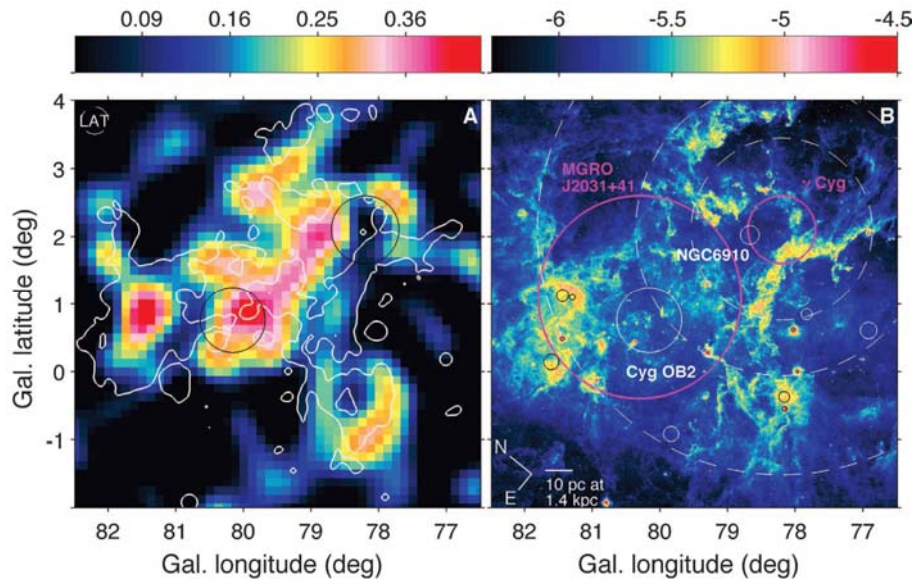 0.09 0.16 0.25 0.36
-6 -5.5 -5 -4.5
LAT
A
4
3
2
1
0
-1
82 81 80 79 78 77
Gal. latitude (deg)
Gal. longitude (deg)
B
MGRO
J2031+41
γ Cyg
NGC6910
Cyg OB2
N
E
10 pc at
1.4 kpc
82 81 80 79 78 77
Gal. longitude (deg)